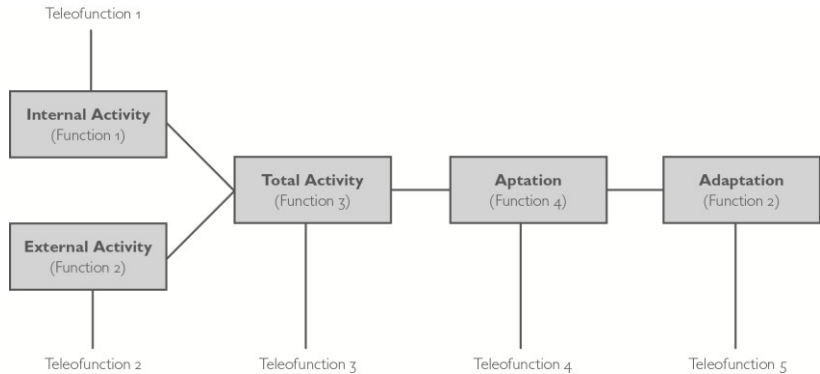 Teleofunction 1
Internal Activity
(Function 1)
Total Activity
(Function 3)
Aptation
(Function 4)
Adaptation
(Function 2)
External Activity
(Function 2)
Teleofunction 2
Teleofunction 3
Teleofunction 4
Teleofunction 5